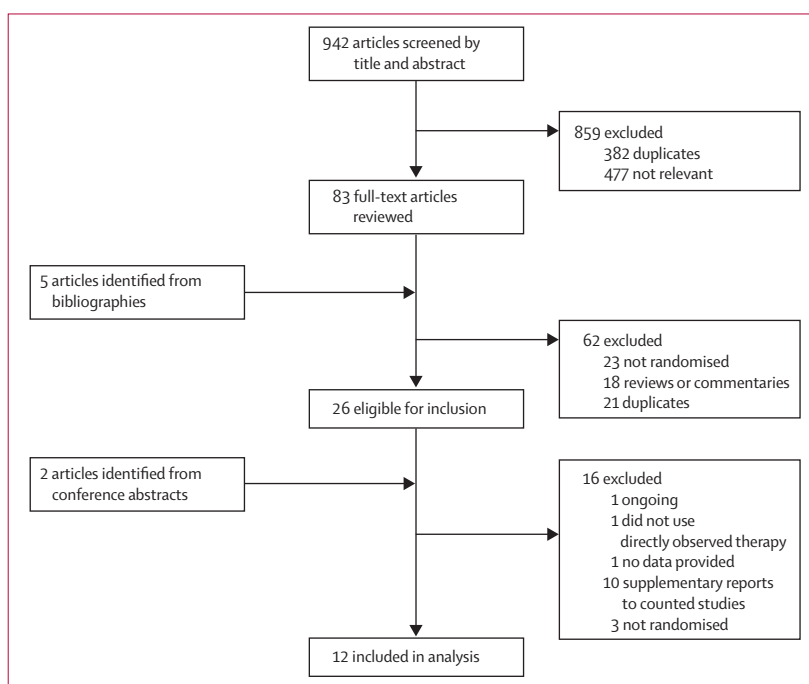 942 articles screened by
title and abstract
859 excluded
382 duplicates
477 not relevant
83 full-text articles
reviewed
5 articles identified from
bibliographies
62 excluded
23 not randomised
18 reviews or commentaries
21 duplicates
26 eligible for inclusion
2 articles identified from
conference abstracts
16 excluded
1 ongoing
1 did not use
directly observed therapy
1 no data provided
10 supplementary reports
to counted studies
3 not randomised
12 included in analysis